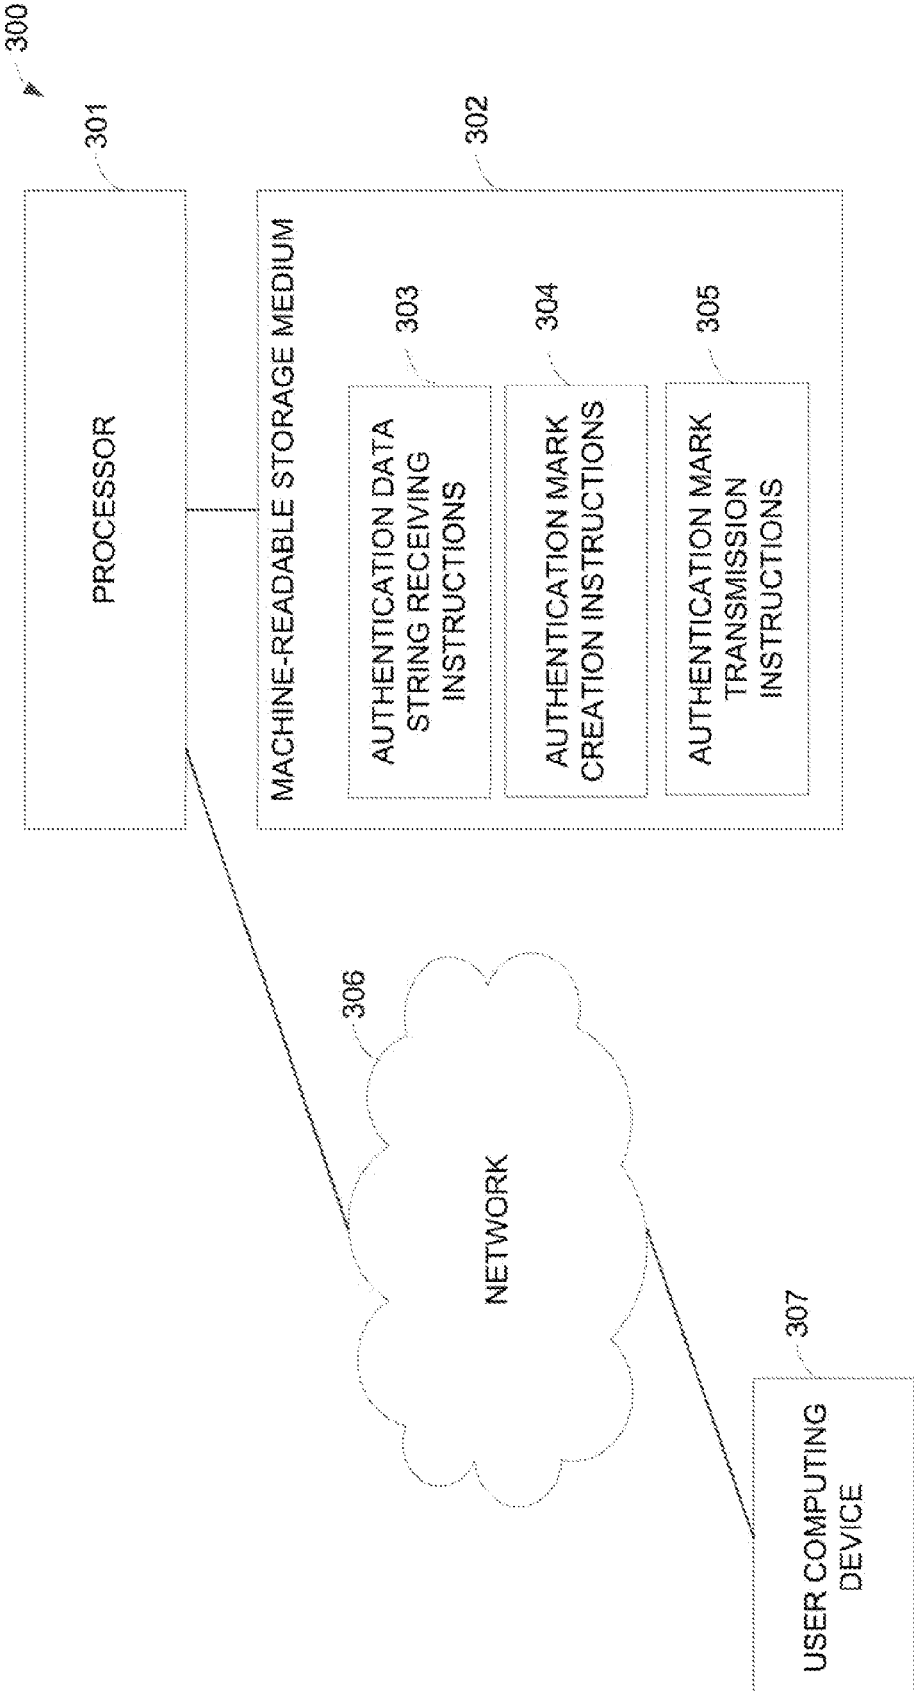 300
PROCESSOR
301
MACHINE-READABLE STORAGE MEDIUM
302
AUTHENTICATION DATA
STRING RECEIVING
INSTRUCTIONS
303
AUTHENTICATION MARK
CREATION INSTRUCTIONS
304
AUTHENTICATION MARK
TRANSMISSION
INSTRUCTIONS
305
NETWORK
306
USER COMPUTING
DEVICE
307